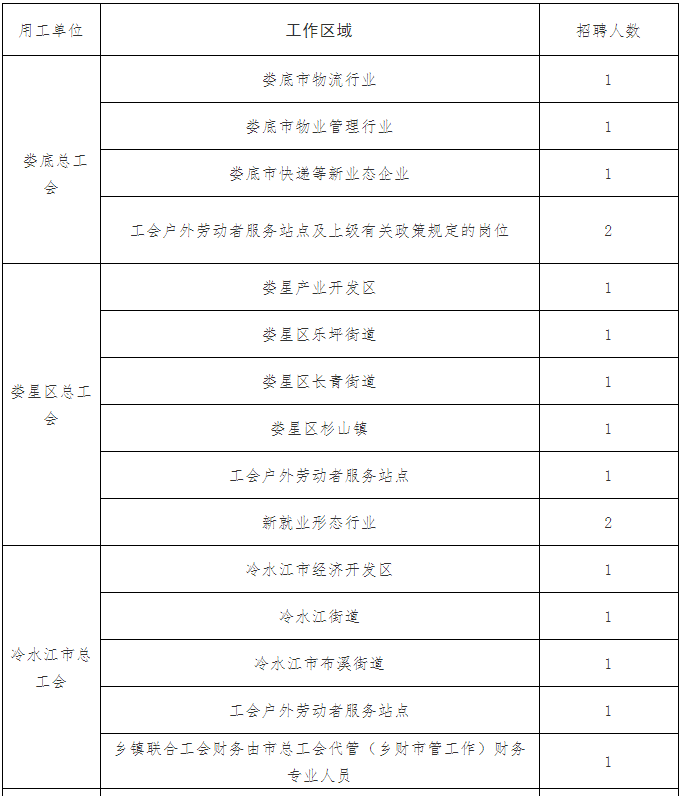 用工单位 工作区域 招聘人数
娄底总工
会
娄底市物流行业 1
娄底市物业管理行业 1
娄底市快递等新业态企业 1
工会户外劳动者服务站点及上级有关政策规定的岗位 2
娄星区总工
会
娄星产业开发区 1
娄星区乐坪街道 1
娄星区长青街道 1
娄星区杉山镇 1
工会户外劳动者服务站点 1
新就业形态行业 2
冷水江市总
工会
冷水江市经济开发区 1
冷水江街道 1
冷水江市布溪街道 1
工会户外劳动者服务站点 1
乡镇联合工会财务由市总工会代管（乡财市管工作）财务
专业人员 1